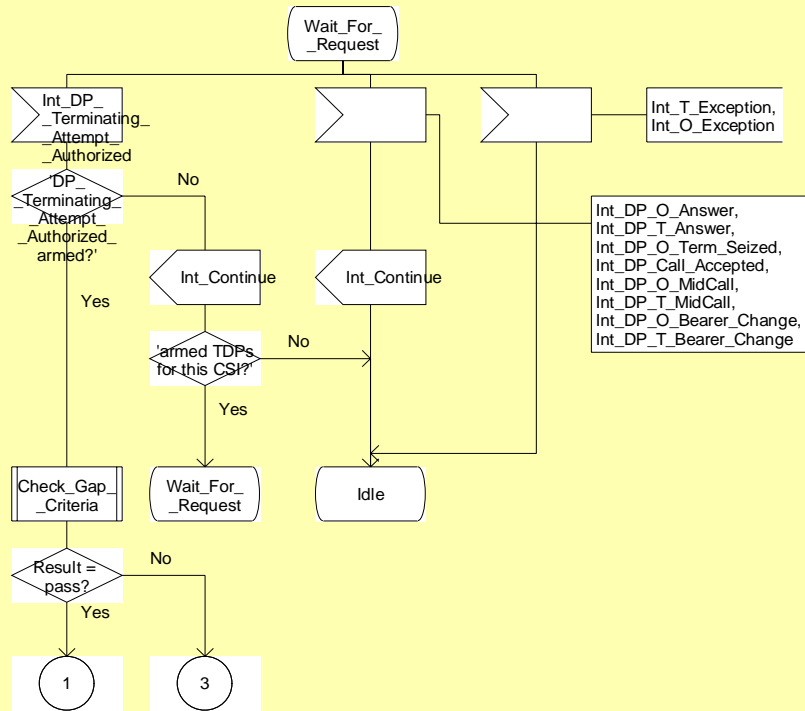 Wait_For_
_Request
Int_DP_
_Terminating_
_Attempt_
_Authorized
Int_T_Exception,
Int_O_Exception
'DP_
_Terminating_
_Attempt_
_Authorized_
armed?'
No
Yes
Int_DP_O_Answer,
Int_DP_T_Answer,
Int_DP_O_Term_Seized,
Int_DP_Call_Accepted,
Int_DP_O_MidCall,
Int_DP_T_MidCall,
Int_DP_O_Bearer_Change,
Int_DP_T_Bearer_Change
Int_Continue
Int_Continue
'armed TDPs
for this CSI?'
No
Yes
Check_Gap_
_Criteria
Wait_For_
_Request
Idle
Result =
pass?
No
Yes
1
3